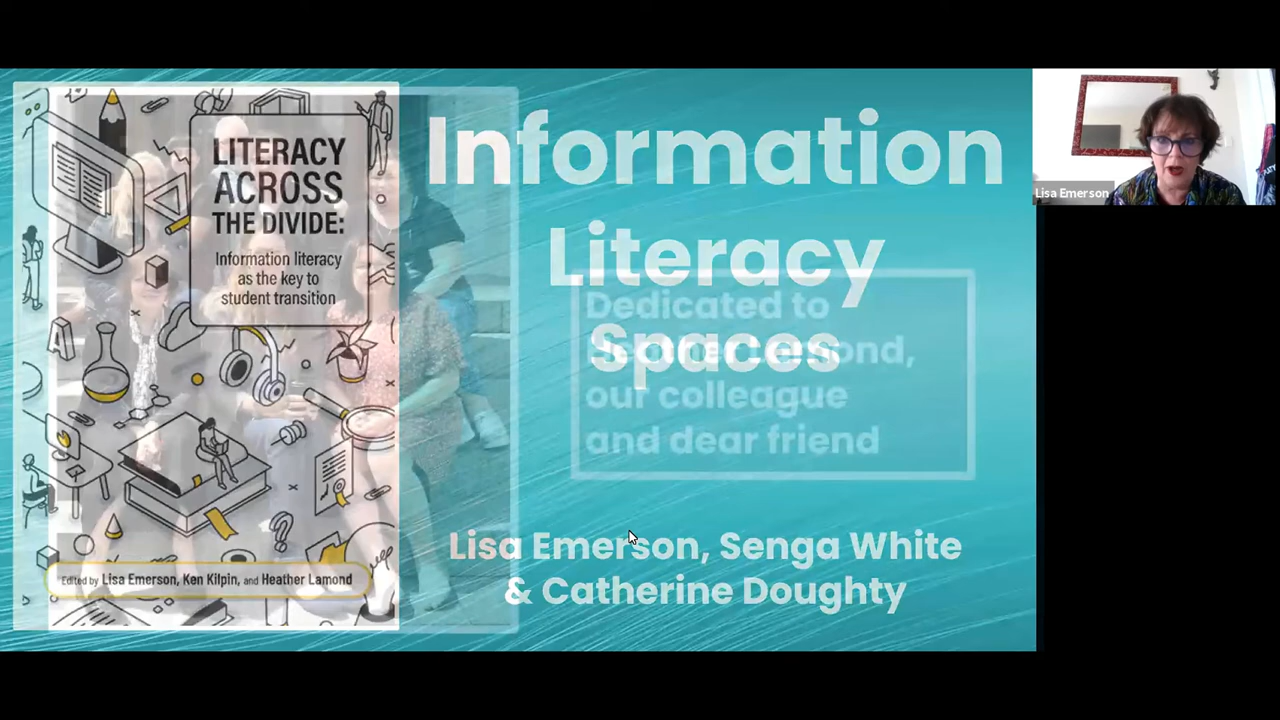 LITERACY
ACROSS
THE DIVIDE:
Information literacy
as the key to
student transition
Edited by Lisa Emerson, Ken Kilpin, and Heather Lamond
Information
Literacy
Spaces
Dedicated to
our colleague
and dear friend
Lisa Emerson, Senga White
& Catherine Doughty
Lisa Emerson